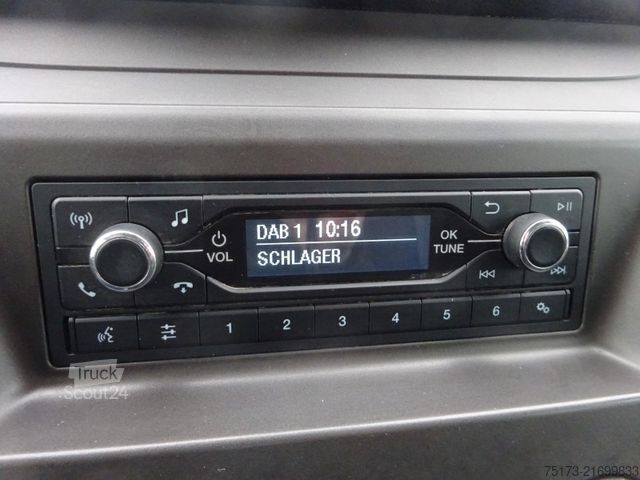 DAB 1 10:16
SCHLAGER
VOL
OK
TUNE
1 2 3 4 5 6
Truck
Scout24
75173-21699833